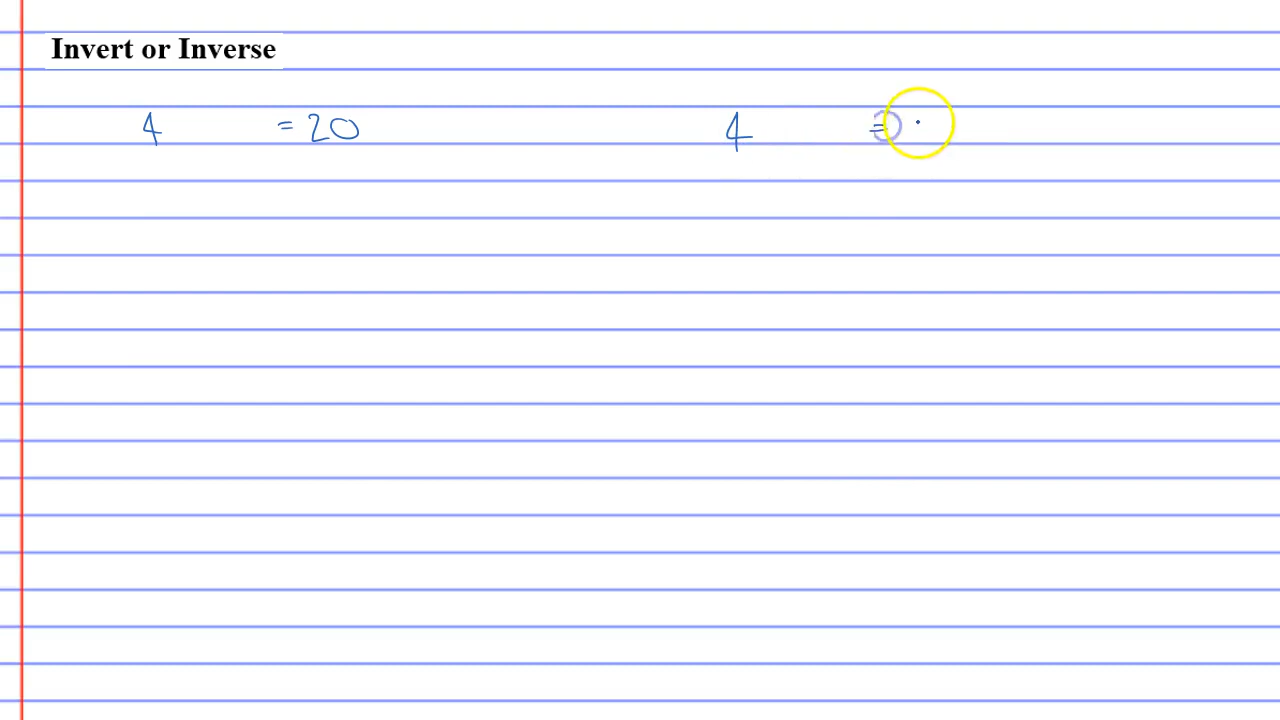 Invert or Inverse
4 = 20 4 =